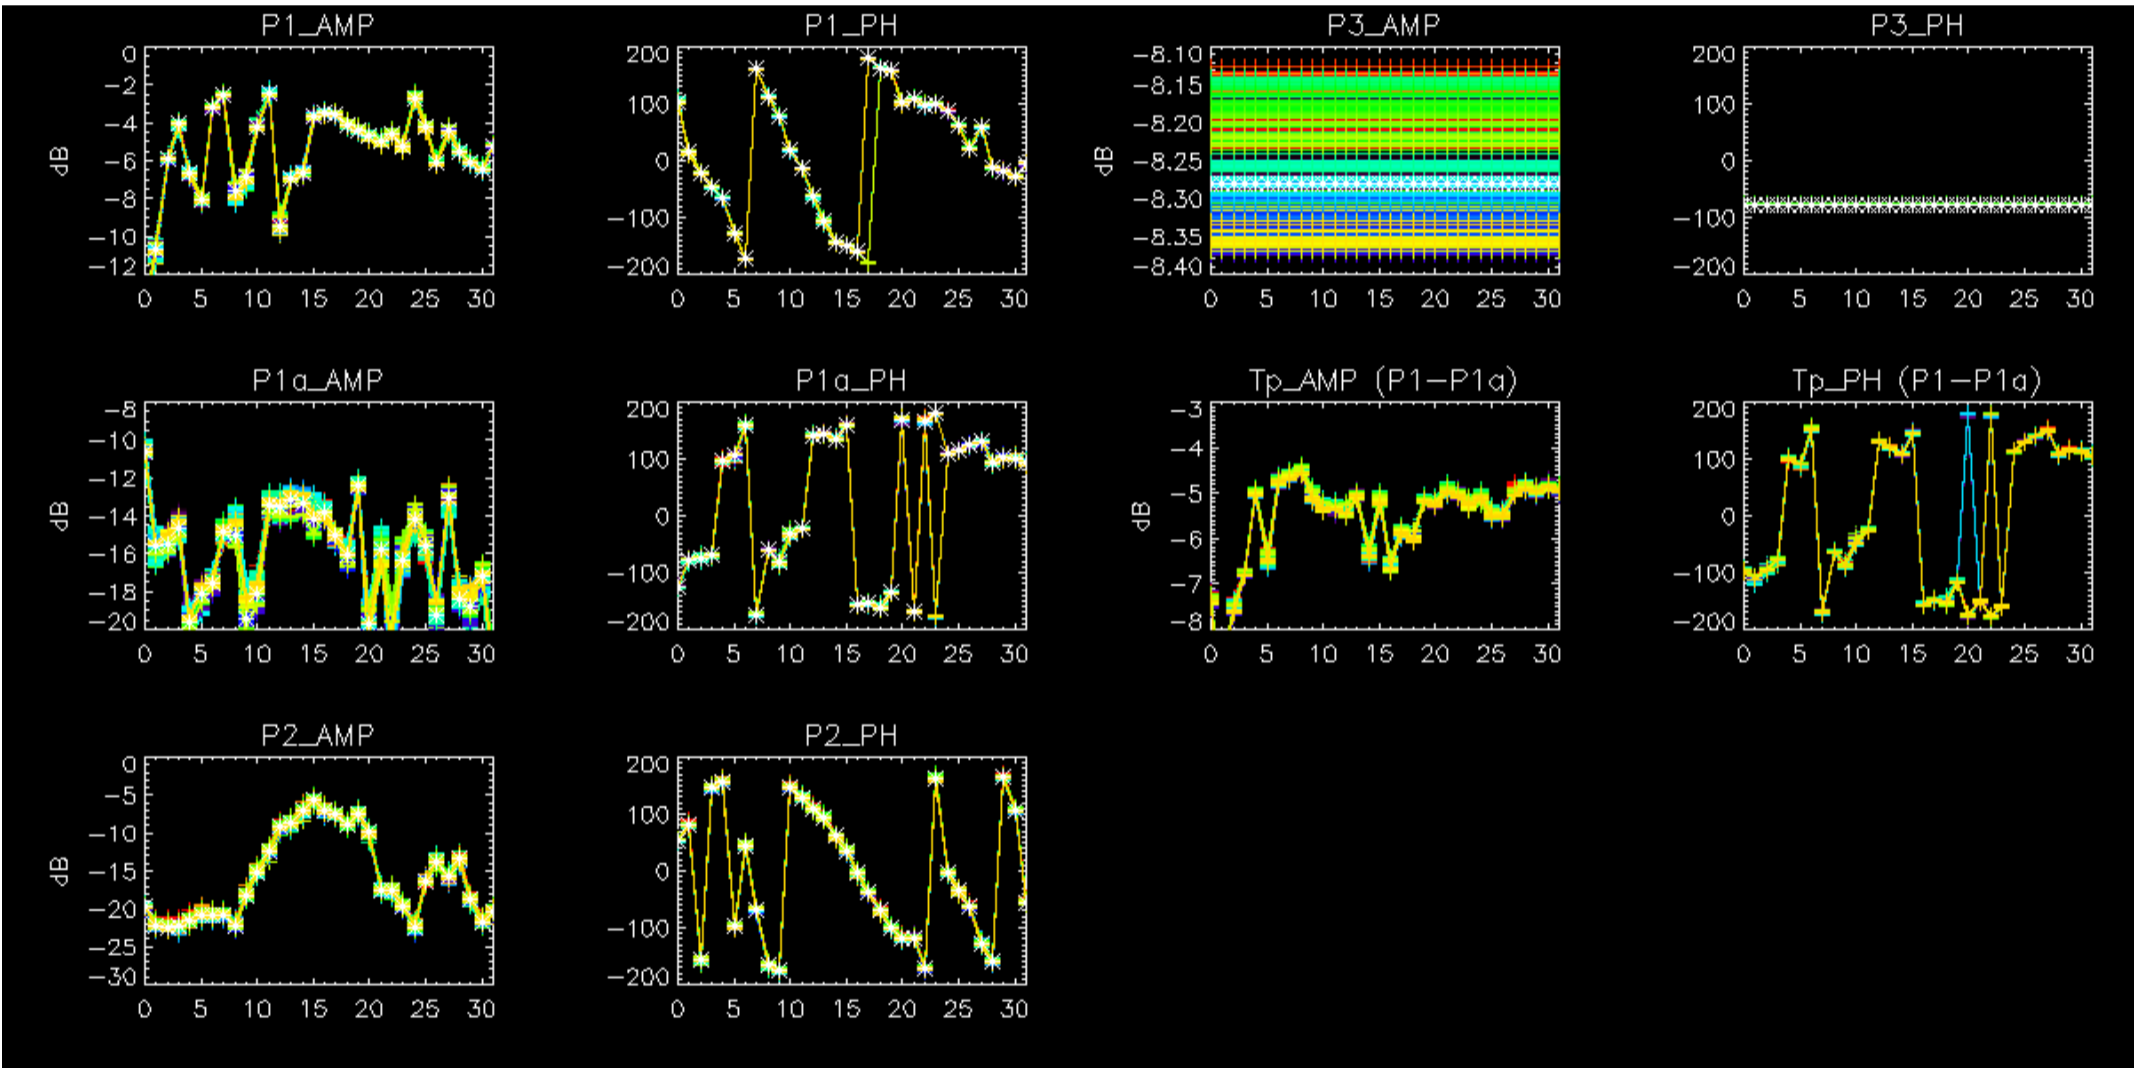 P1_AMP
P1_PH
P3_AMP
P3_PH
dB
0
-2
-4
-6
-8
-10
-12
0 5 10 15 20 25 30
200
100
0
-100
-200
0 5 10 15 20 25 30
dB
-8.10
-8.15
-8.20
-8.25
-8.30
-8.35
-8.40
0 5 10 15 20 25 30
200
100
0
-100
-200
0 5 10 15 20 25 30
P1a_AMP
P1a_PH
Tp_AMP (P1-P1a)
Tp_PH (P1-P1a)
dB
-8
-10
-12
-14
-16
-18
-20
0 5 10 15 20 25 30
200
100
0
-100
-200
0 5 10 15 20 25 30
dB
-3
-4
-5
-6
-7
-8
0 5 10 15 20 25 30
200
100
0
-100
-200
0 5 10 15 20 25 30
P2_AMP
P2_PH
dB
0
-5
-10
-15
-20
-25
-30
0 5 10 15 20 25 30
200
100
0
-100
-200
0 5 10 15 20 25 30